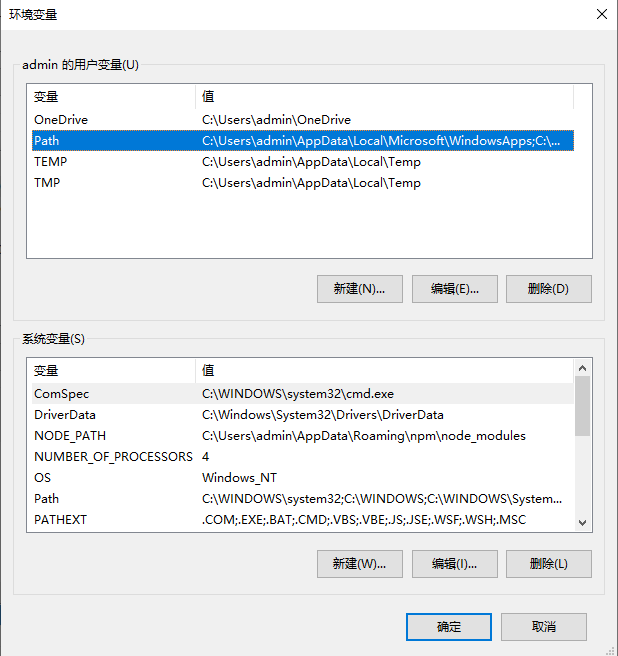 环境变量
admin 的用户变量(U)
变量 值
OneDrive C:\Users\admin\OneDrive
Path C:\Users\admin\AppData\Local\Microsoft\WindowsApps;C:\...
TEMP C:\Users\admin\AppData\Local\Temp
TMP C:\Users\admin\AppData\Local\Temp
新建(N)... 编辑(E)... 删除(D)
系统变量(S)
变量 值
ComSpec C:\WINDOWS\system32\cmd.exe
DriverData C:\Windows\System32\Drivers\DriverData
NODE_PATH C:\Users\admin\AppData\Roaming\npm\node_modules
NUMBER_OF_PROCESSORS 4
OS Windows_NT
Path C:\WINDOWS\system32;C:\WINDOWS;C:\WINDOWS\System...
PATHEXT .COM;.EXE;.BAT;.CMD;.VBS;.VBE;.JS;.JSE;.WSF;.WSH;.MSC
新建(W)... 编辑(I)... 删除(L)
确定 取消